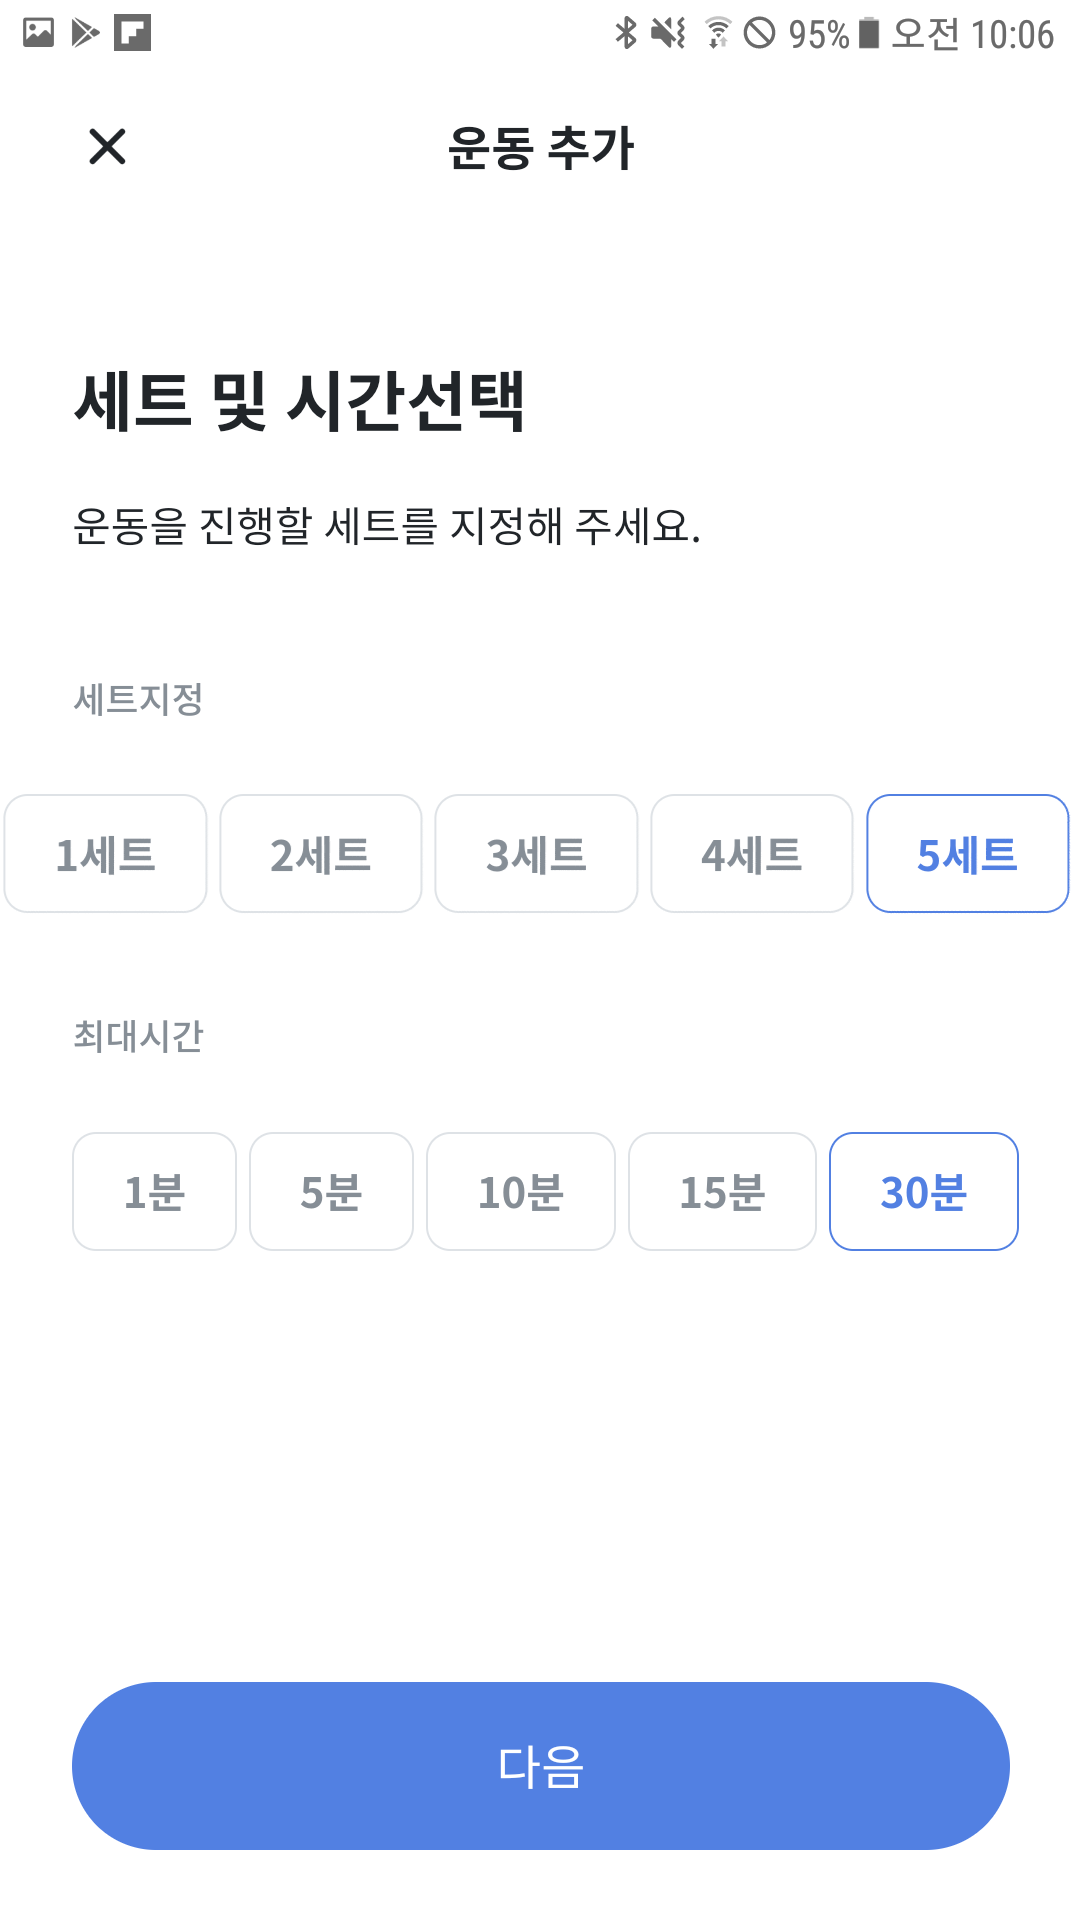 95% 오전 10:06
운동 추가
세트 및 시간선택
운동을 진행할 세트를 지정해 주세요.
세트지정
1세트 2세트 3세트 4세트 5세트
최대시간
1분 5분 10분 15분 30분
다음